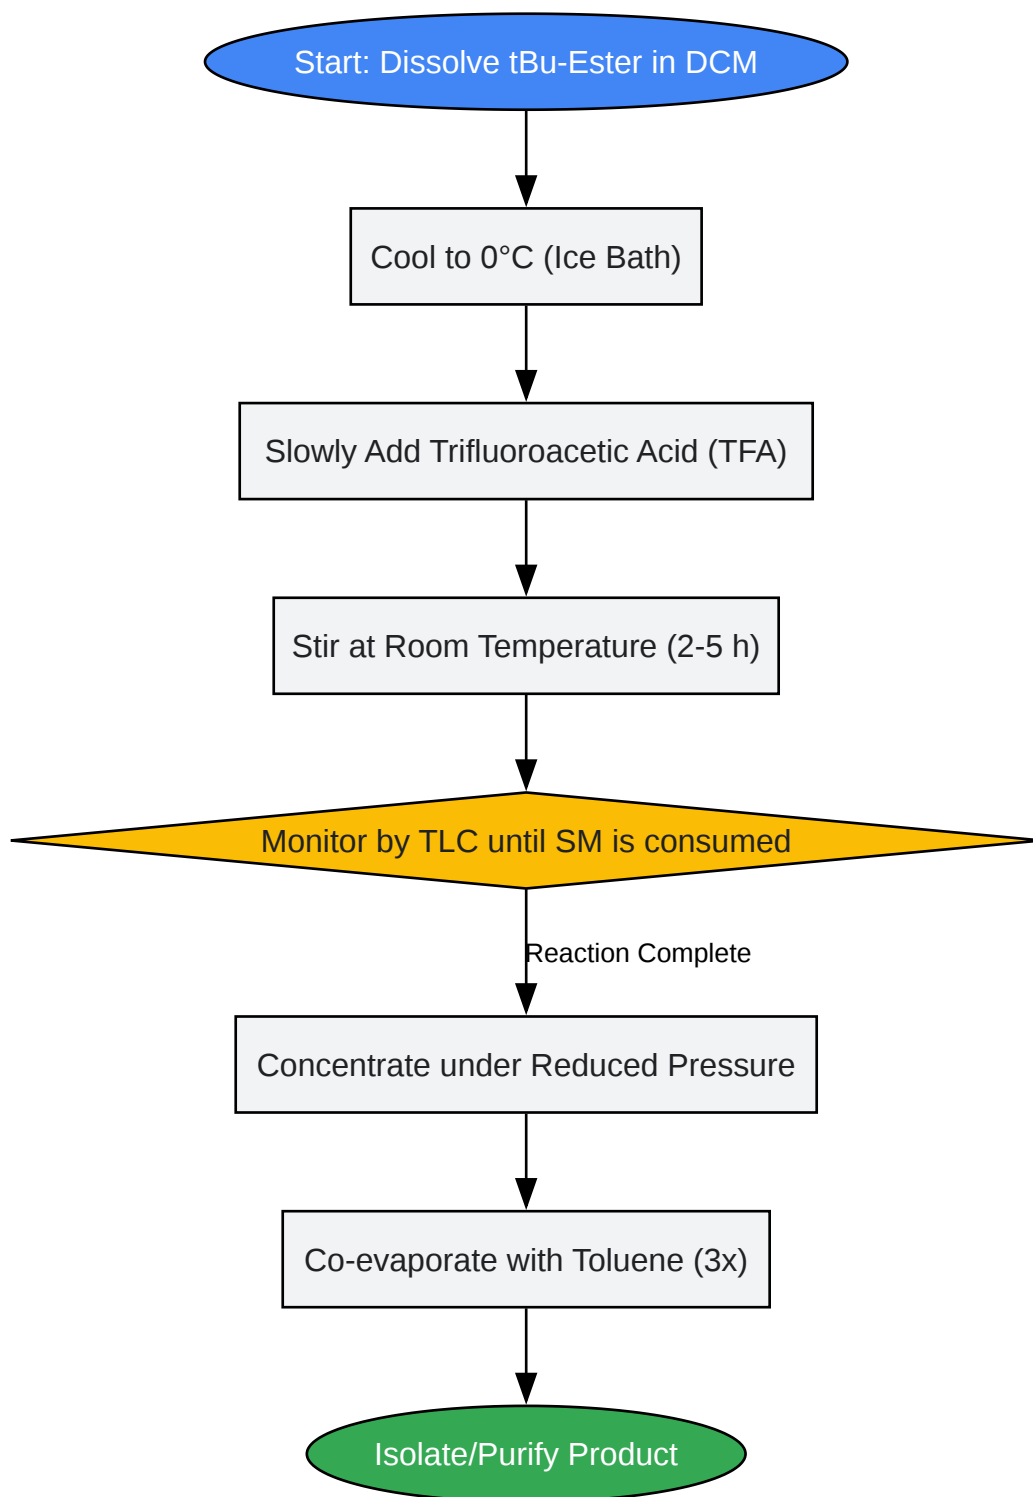 Start: Dissolve tBu-Ester in DCM
Cool to 0°C (Ice Bath)
Slowly Add Trifluoroacetic Acid (TFA)
Stir at Room Temperature (2-5 h)
Monitor by TLC until SM is consumed
Reaction Complete
Concentrate under Reduced Pressure
Co-evaporate with Toluene (3x)
Isolate/Purify Product